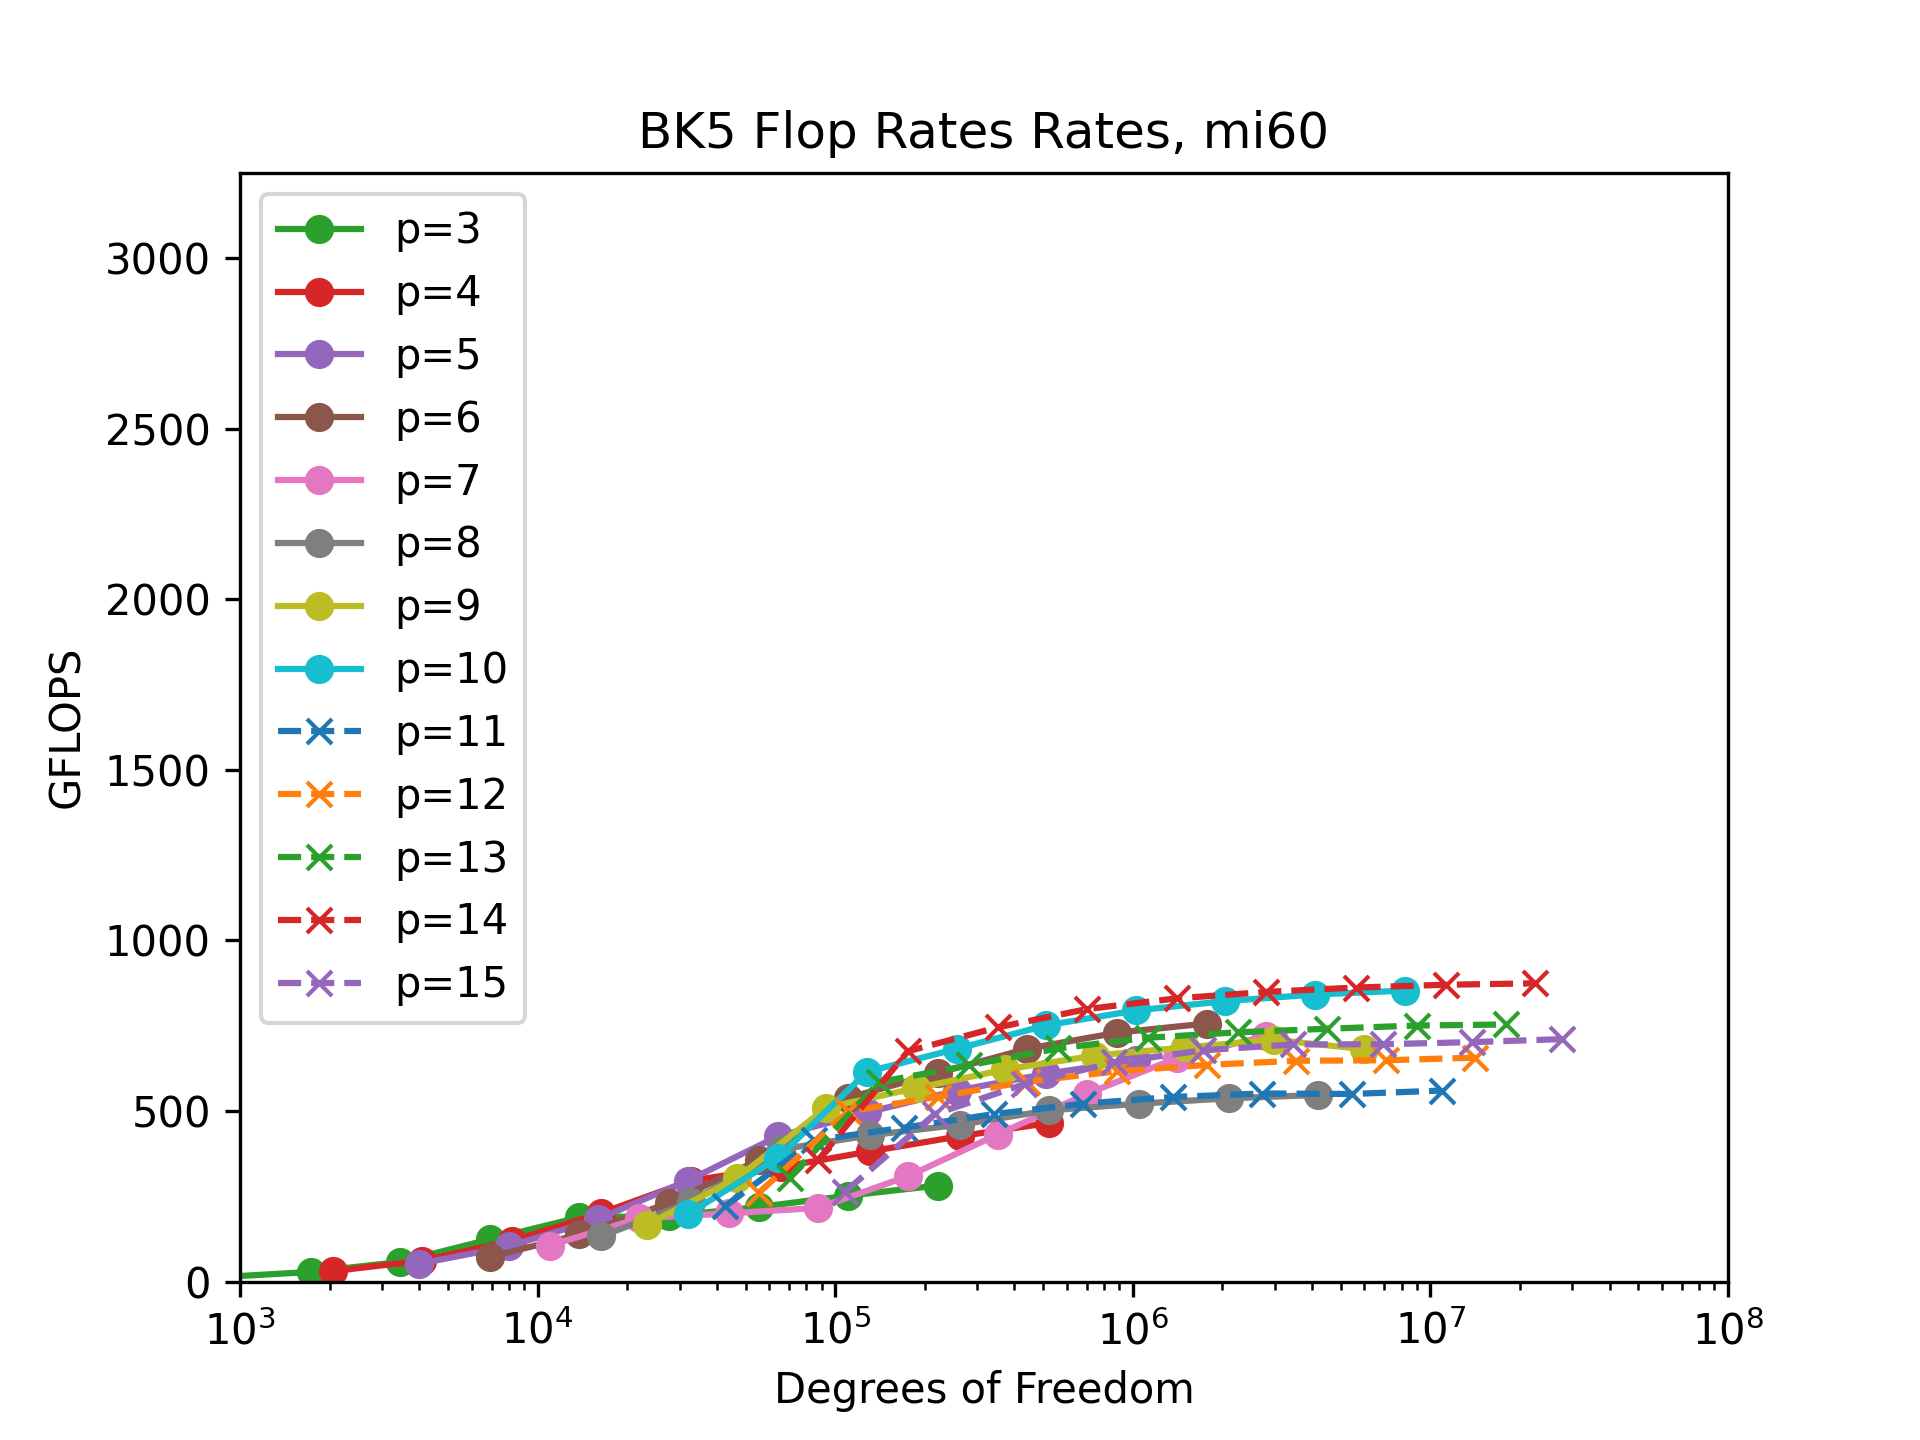 BK5 Flop Rates Rates, mi60
3000
2500
2000
1500
1000
500
0
GFLOPS
p=3
p=4
p=5
p=6
p=7
p=8
p=9
p=10
p=11
p=12
p=13
p=14
p=15
10³ 10⁴ 10⁵ 10⁶ 10⁷ 10⁸
Degrees of Freedom